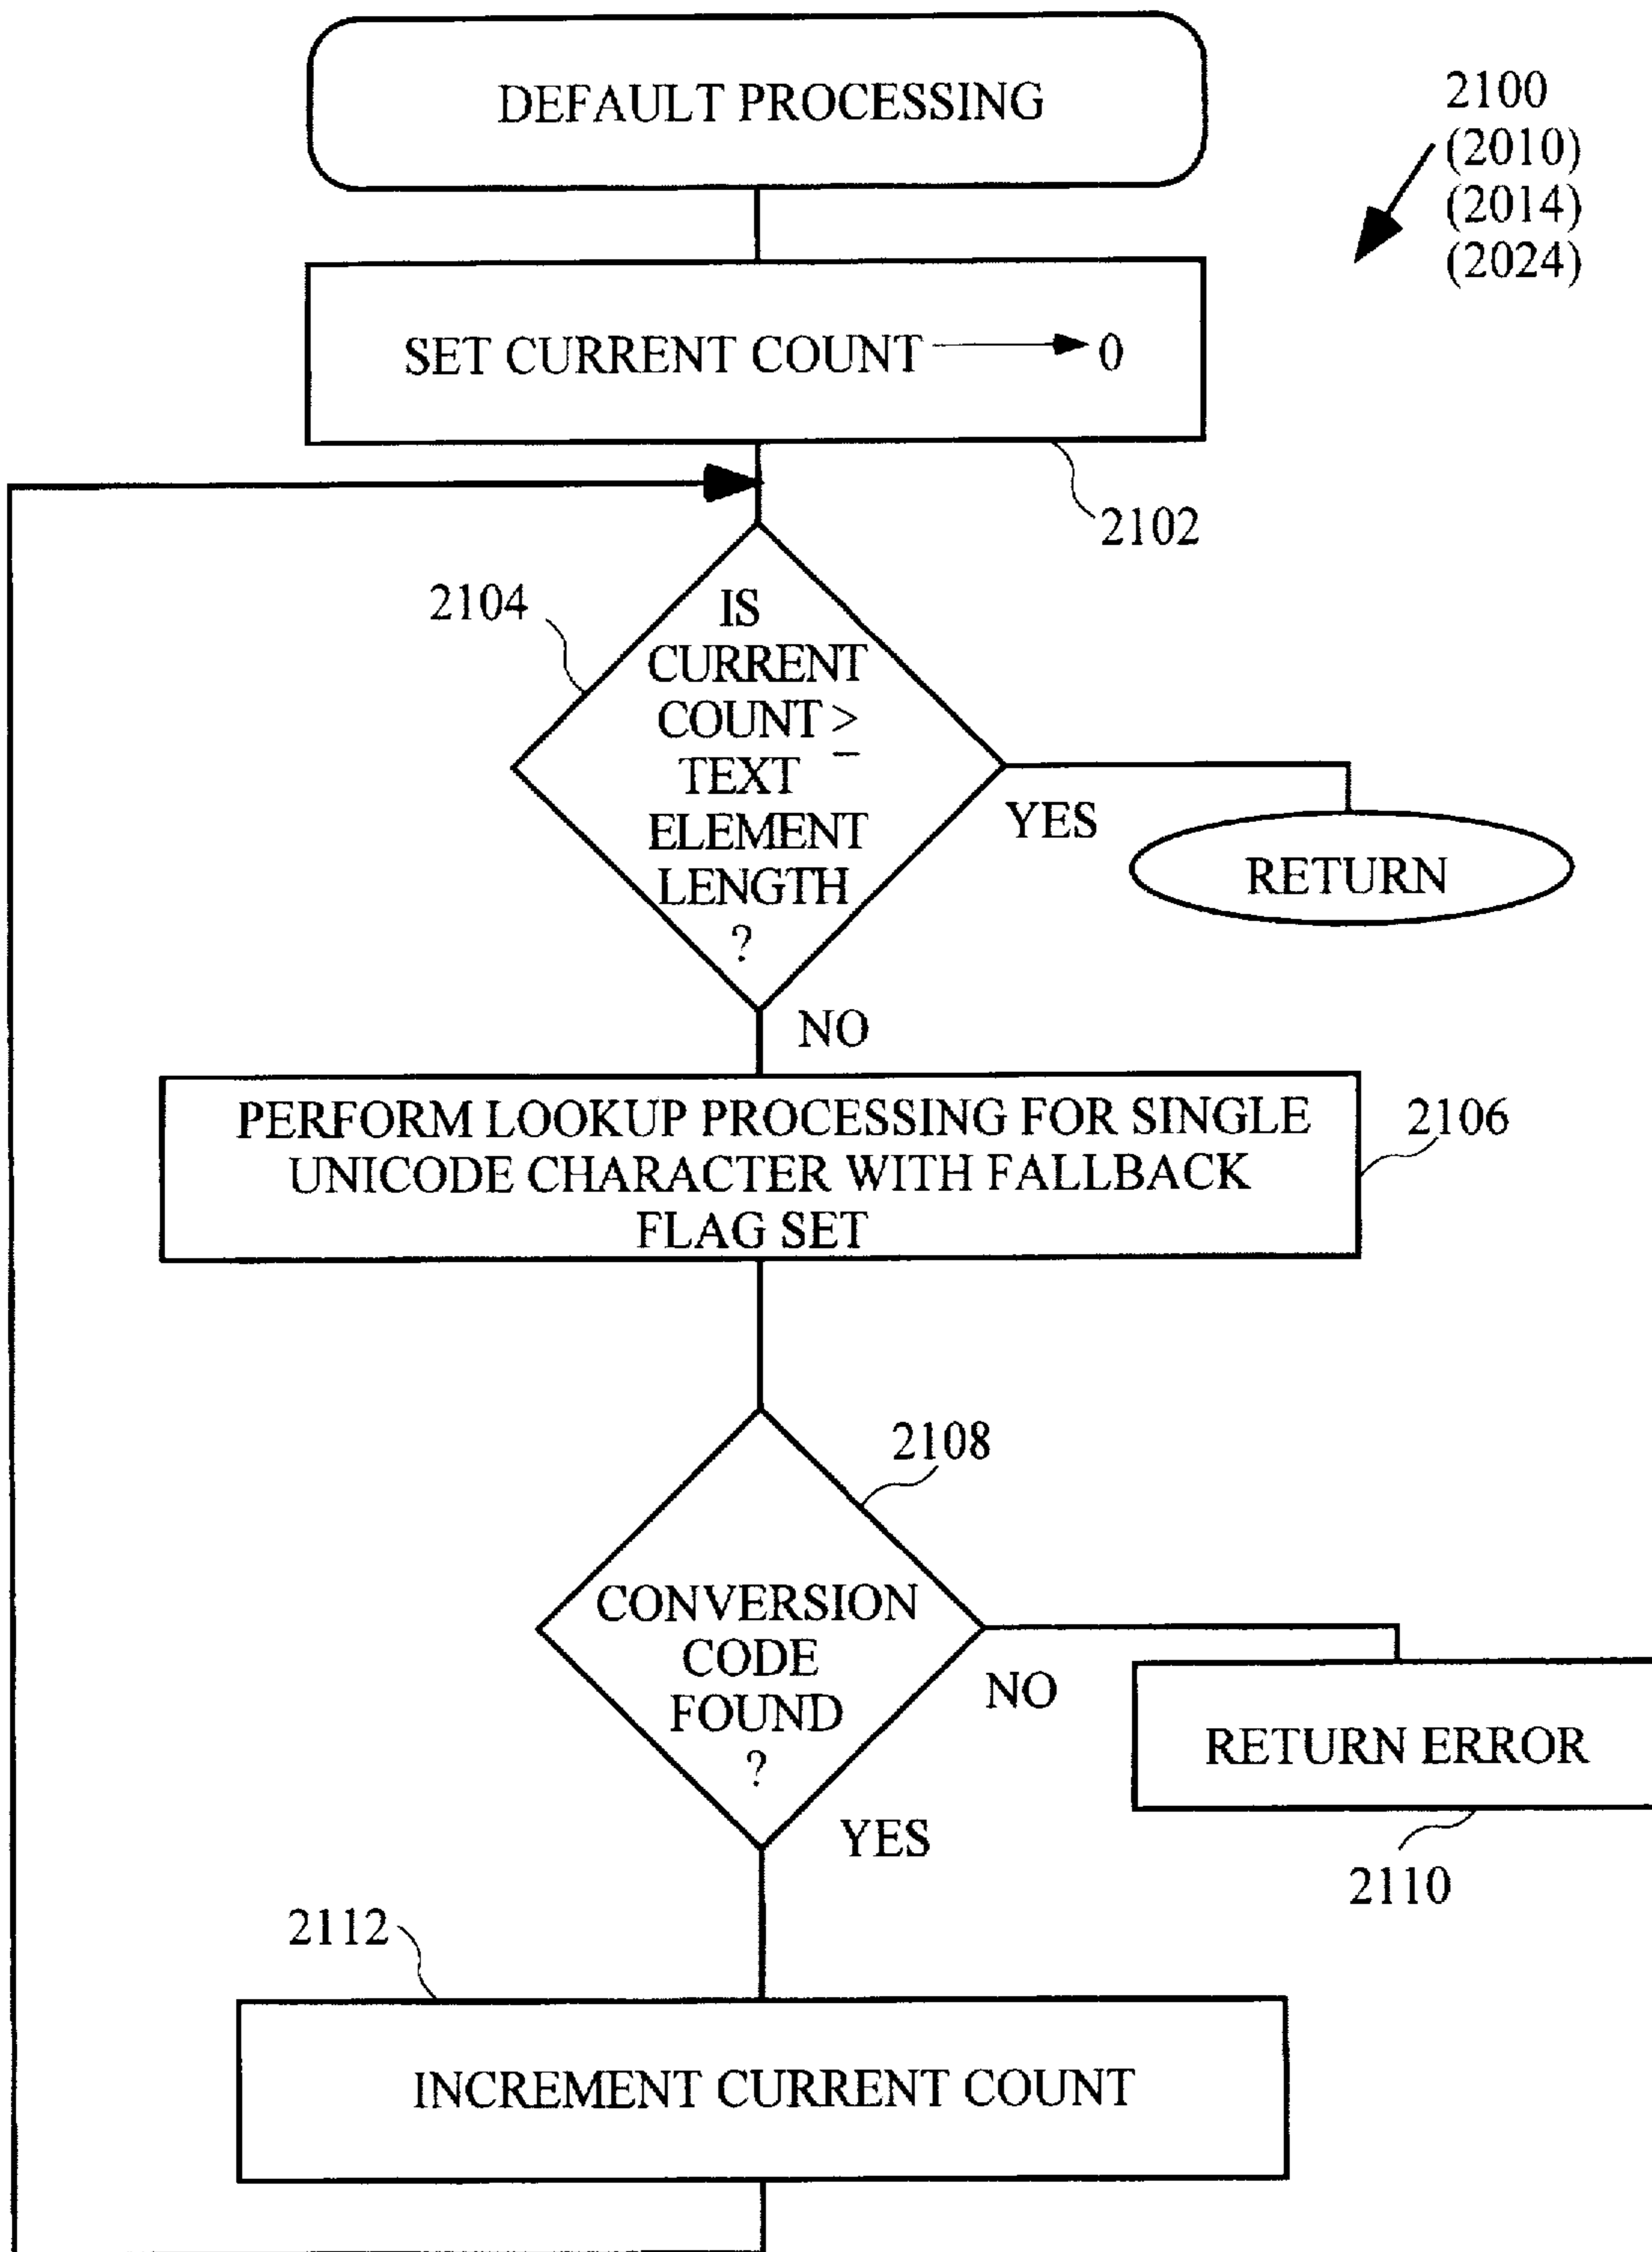 DEFAULT PROCESSING
2100
(2010)
(2014)
(2024)
SET CURRENT COUNT → 0
2102
2104
IS
CURRENT
COUNT ≥
TEXT
ELEMENT
LENGTH
?
YES
RETURN
NO
PERFORM LOOKUP PROCESSING FOR SINGLE
UNICODE CHARACTER WITH FALLBACK
FLAG SET
2106
2108
CONVERSION
CODE
FOUND
?
NO
RETURN ERROR
2110
YES
2112
INCREMENT CURRENT COUNT